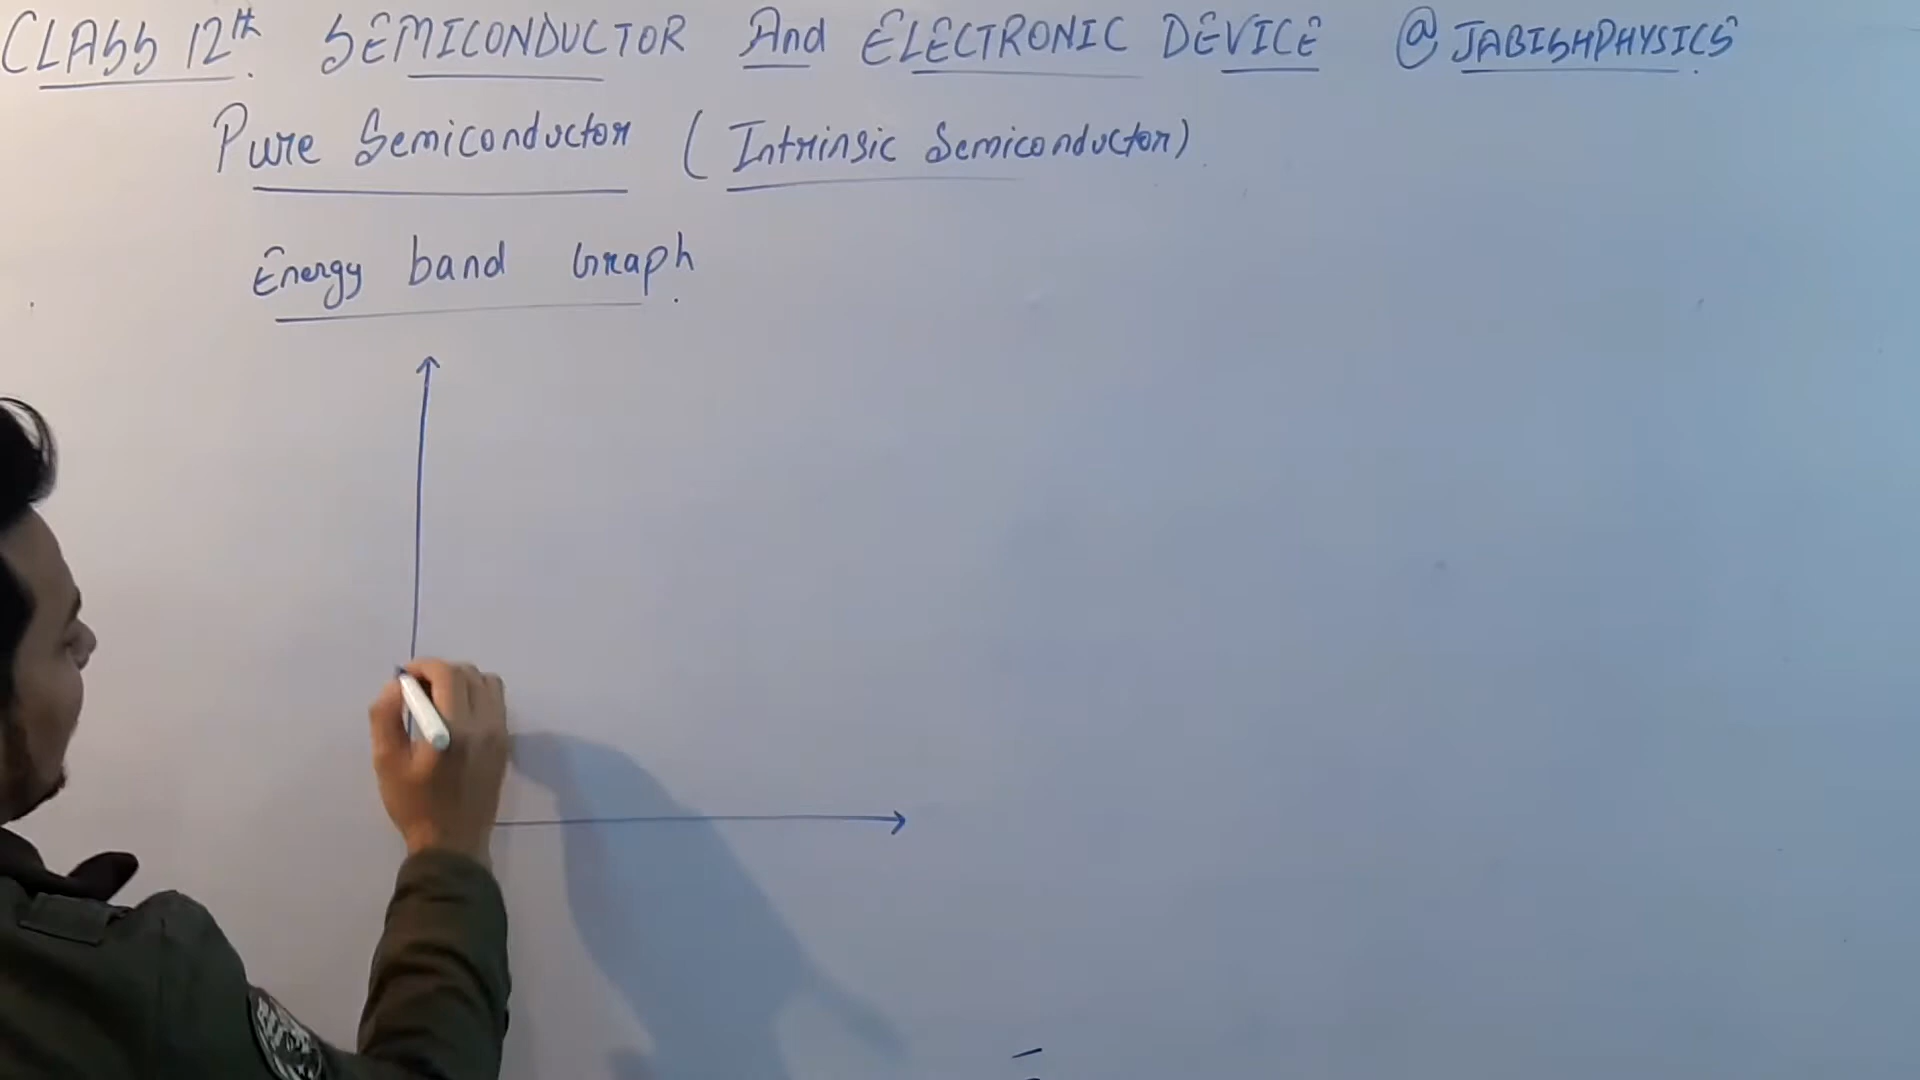 CLASS 12th SEMICONDUCTOR And ELECTRONIC DEVICE @JABISHPHYSICS
Pure Semiconductor (Intrinsic Semiconductor)
Energy band Graph